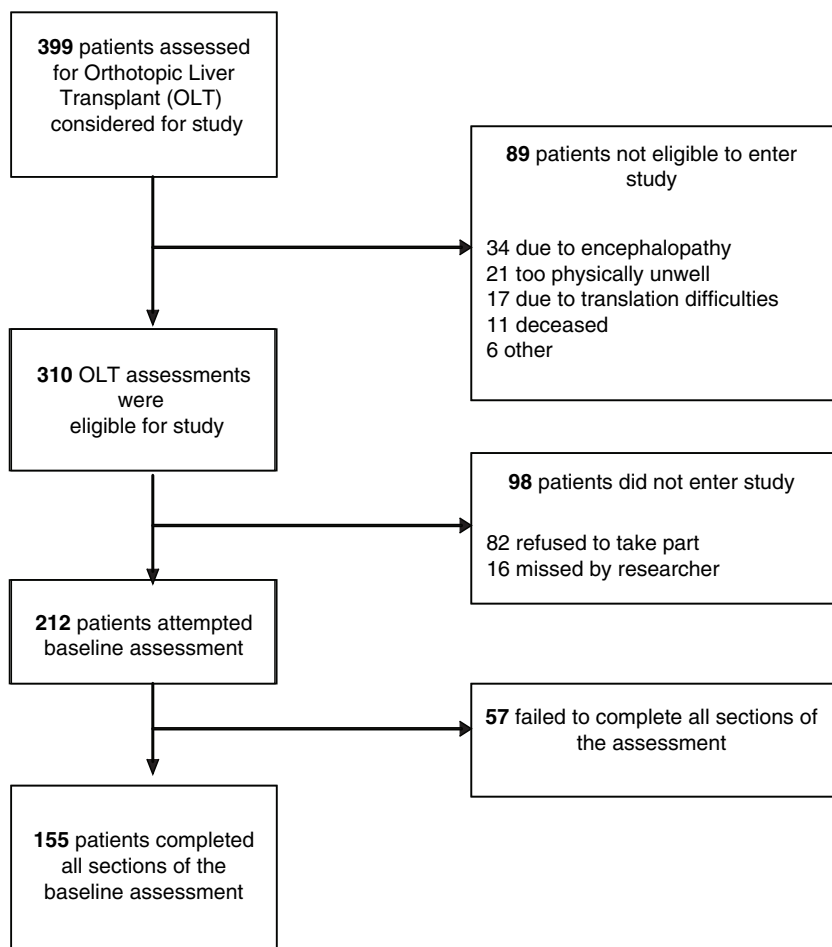 399 patients assessed
for Orthotopic Liver
Transplant (OLT)
considered for study
89 patients not eligible to enter
study
34 due to encephalopathy
21 too physically unwell
17 due to translation difficulties
11 deceased
6 other
310 OLT assessments
were
eligible for study
98 patients did not enter study
82 refused to take part
16 missed by researcher
212 patients attempted
baseline assessment
57 failed to complete all sections of
the assessment
155 patients completed
all sections of the
baseline assessment